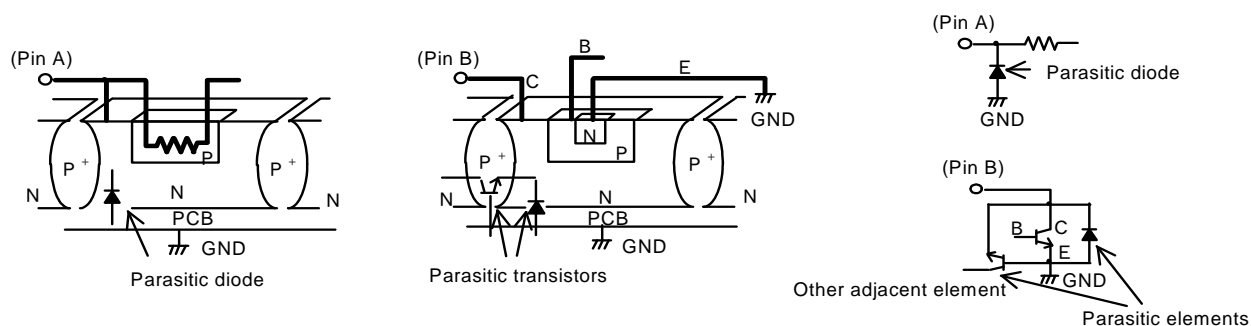 (Pin A)
P +
P
P +
N
N
N
PCB
GND
Parasitic diode
(Pin B)
B
C
E
GND
N
P
P +
P +
N
N
N
PCB
GND
Parasitic transistors
(Pin A)
Parasitic diode
GND
(Pin B)
B
C
E
GND
Other adjacent element
Parasitic elements